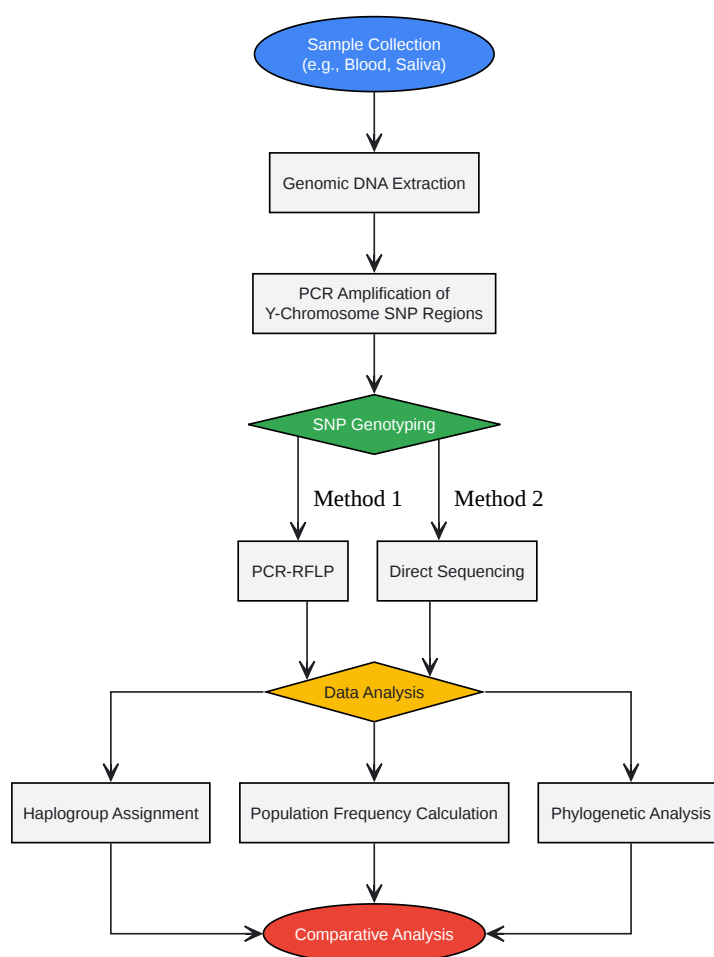 Sample Collection
(e.g., Blood, Saliva)
Genomic DNA Extraction
PCR Amplification of
Y-Chromosome SNP Regions
SNP Genotyping
Method 1
Method 2
PCR-RFLP
Direct Sequencing
Data Analysis
Haplogroup Assignment
Population Frequency Calculation
Phylogenetic Analysis
Comparative Analysis